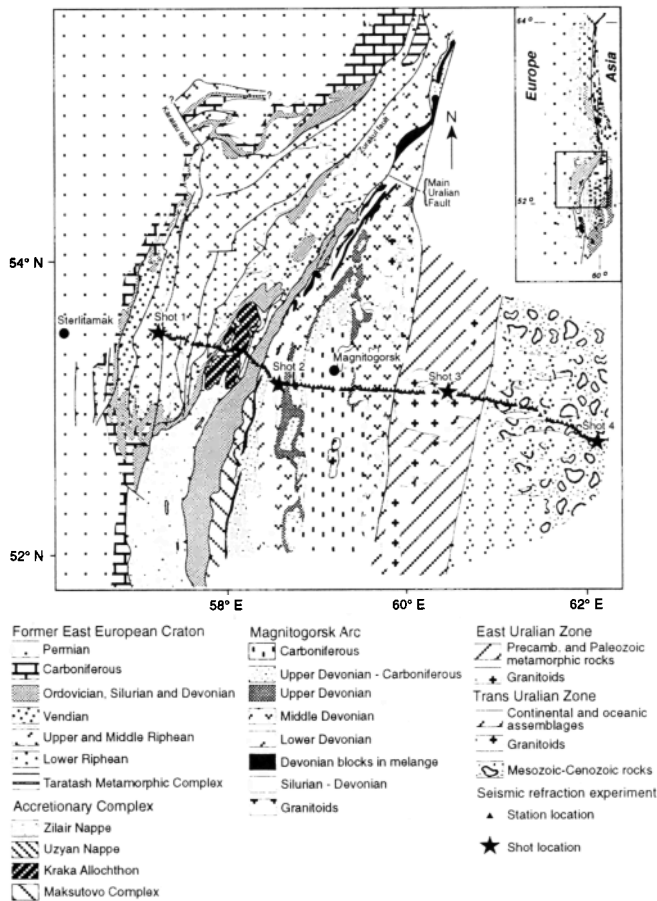 64°
Europe
Asia
52°
60°
N
Karatau fault
Zuratkul fault
Main
Uralian
Fault
54° N
Sterlitamak
Shot 1
Shot 2
Magnitogorsk
Shot 3
Shot 4
52° N
58° E
60° E
62° E
Former East European Craton
Permian
Carboniferous
Ordovician, Silurian and Devonian
Vendian
Upper and Middle Riphean
Lower Riphean
Taratash Metamorphic Complex
Accretionary Complex
Zilair Nappe
Uzyan Nappe
Kraka Allochthon
Maksutovo Complex
Magnitogorsk Arc
Carboniferous
Upper Devonian - Carboniferous
Upper Devonian
Middle Devonian
Lower Devonian
Devonian blocks in melange
Silurian - Devonian
Granitoids
East Uralian Zone
Precamb. and Paleozoic
metamorphic rocks
Granitoids
Trans Uralian Zone
Continental and oceanic
assemblages
Granitoids
Mesozoic-Cenozoic rocks
Seismic refraction experiment
Station location
Shot location